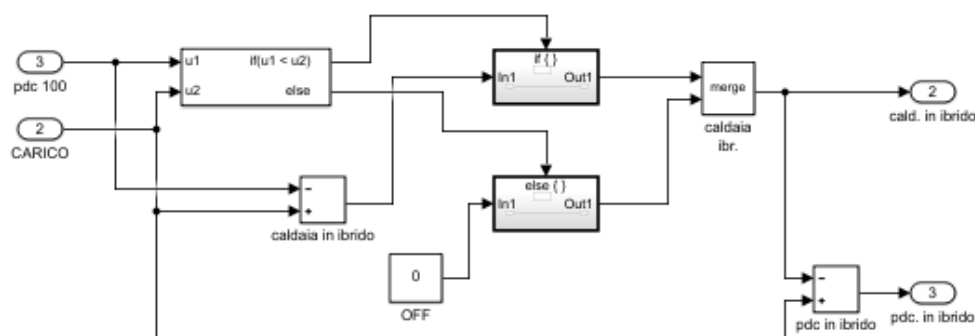 3
pdc 100
2
CARICO
u1
if(u1 < u2)
u2
else
if { }
In1
Out1
merge
caldaia
ibr.
2
cald. in ibrido
−
+
caldaia in ibrido
else { }
In1
Out1
0
OFF
−
+
pdc in ibrido
3
pdc. in ibrido